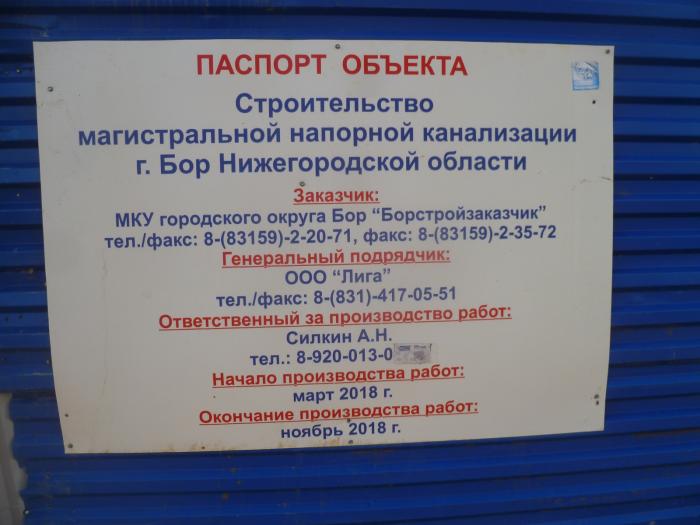 ПАСПОРТ ОБЪЕКТА
Строительство
магистральной напорной канализации
г. Бор Нижегородской области
Заказчик:
МКУ городского округа Бор “Борстройзаказчик”
тел./факс: 8-(83159)-2-20-71, факс: 8-(83159)-2-35-72
Генеральный подрядчик:
ООО “Лига”
тел./факс: 8-(831)-417-05-51
Ответственный за производство работ:
Силкин А.Н.
тел.: 8-920-013-0
Начало производства работ:
март 2018 г.
Окончание производства работ:
ноябрь 2018 г.